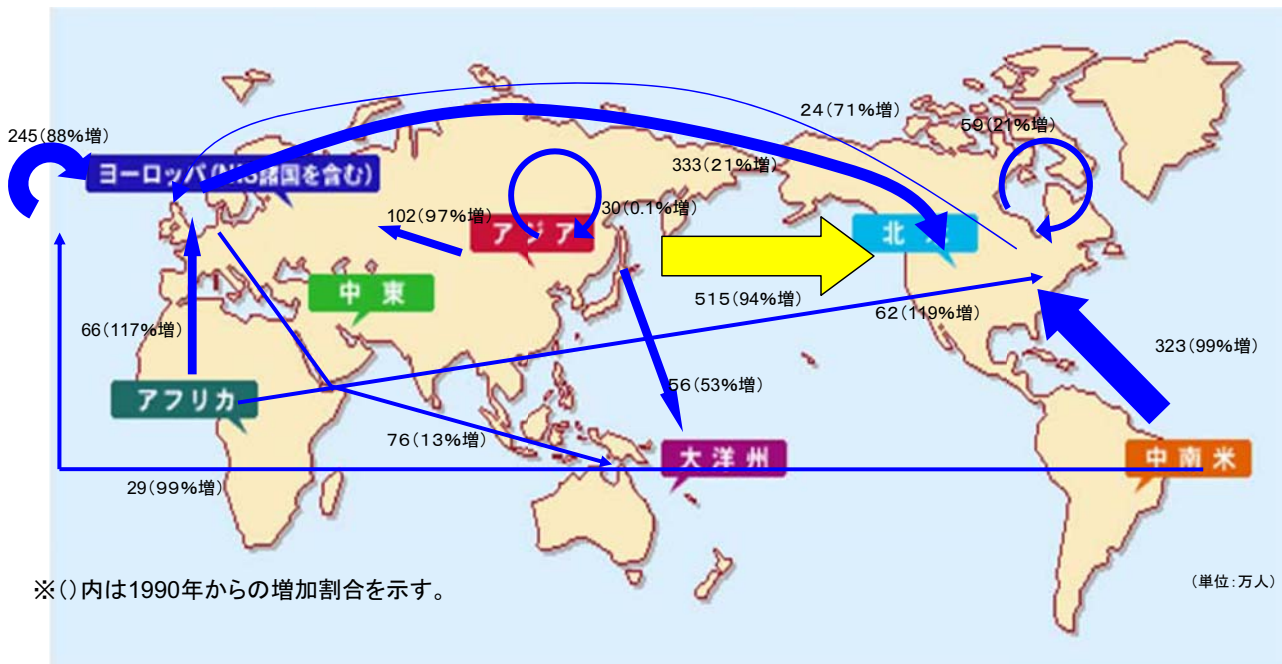 24(71%増)
59(21%増)
245(88%増)
333(21%増)
ヨーロッパ(NIS諸国を含む)
102(97%増)
30(0.1%増)
アジア
北
中東
515(94%増)
62(119%増)
66(117%増)
323(99%増)
アフリカ
56(53%増)
76(13%増)
大洋州
中南米
29(99%増)
※()内は1990年からの増加割合を示す。
(単位:万人)